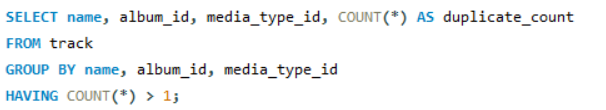 SELECT name, album_id, media_type_id, COUNT(*) AS duplicate_count
FROM track
GROUP BY name, album_id, media_type_id
HAVING COUNT(*) > 1;